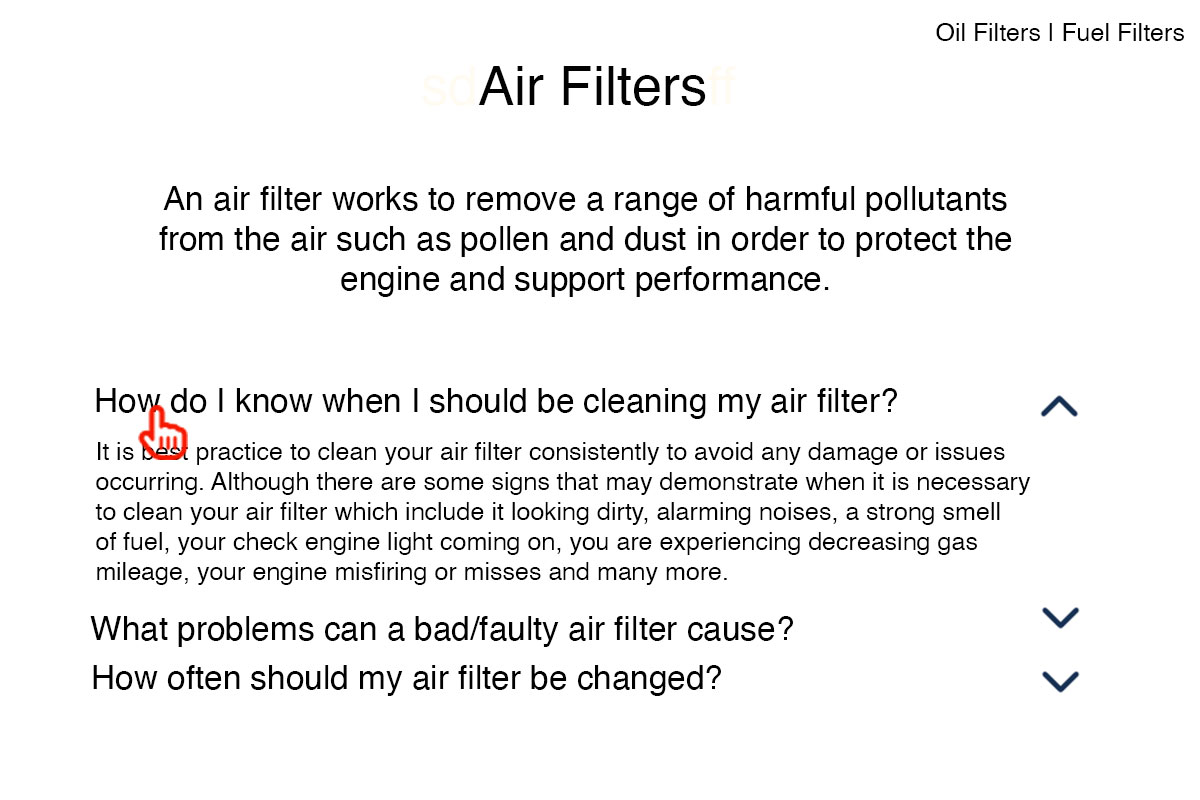 Oil Filters | Fuel Filters
sdAir Filtersff
An air filter works to remove a range of harmful pollutants
from the air such as pollen and dust in order to protect the
engine and support performance.
How do I know when I should be cleaning my air filter?
It is best practice to clean your air filter consistently to avoid any damage or issues
occurring. Although there are some signs that may demonstrate when it is necessary
to clean your air filter which include it looking dirty, alarming noises, a strong smell
of fuel, your check engine light coming on, you are experiencing decreasing gas
mileage, your engine misfiring or misses and many more.
What problems can a bad/faulty air filter cause?
How often should my air filter be changed?